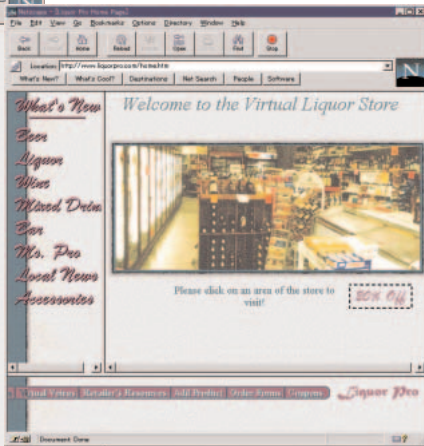 Netscape - [Liquor Pro Home Page]
File Edit View Go Bookmarks Options Directory Window Help
Back Home Reload Open Find Stop
Location: http://www.liquorpro.com/home.htm
What's New? What's Cool? Destinations Net Search People Software
N
What's New
Beer
Liquor
Wine
Mixed Drin
Bar
Ms. Pro
Local News
Accessories
Welcome to the Virtual Liquor Store
Please click on an area of the store to
visit!
20% Off
Virtual Voices Retailer's Resources Add Product Order Forms Coupons
Liquor Pro
Document Done